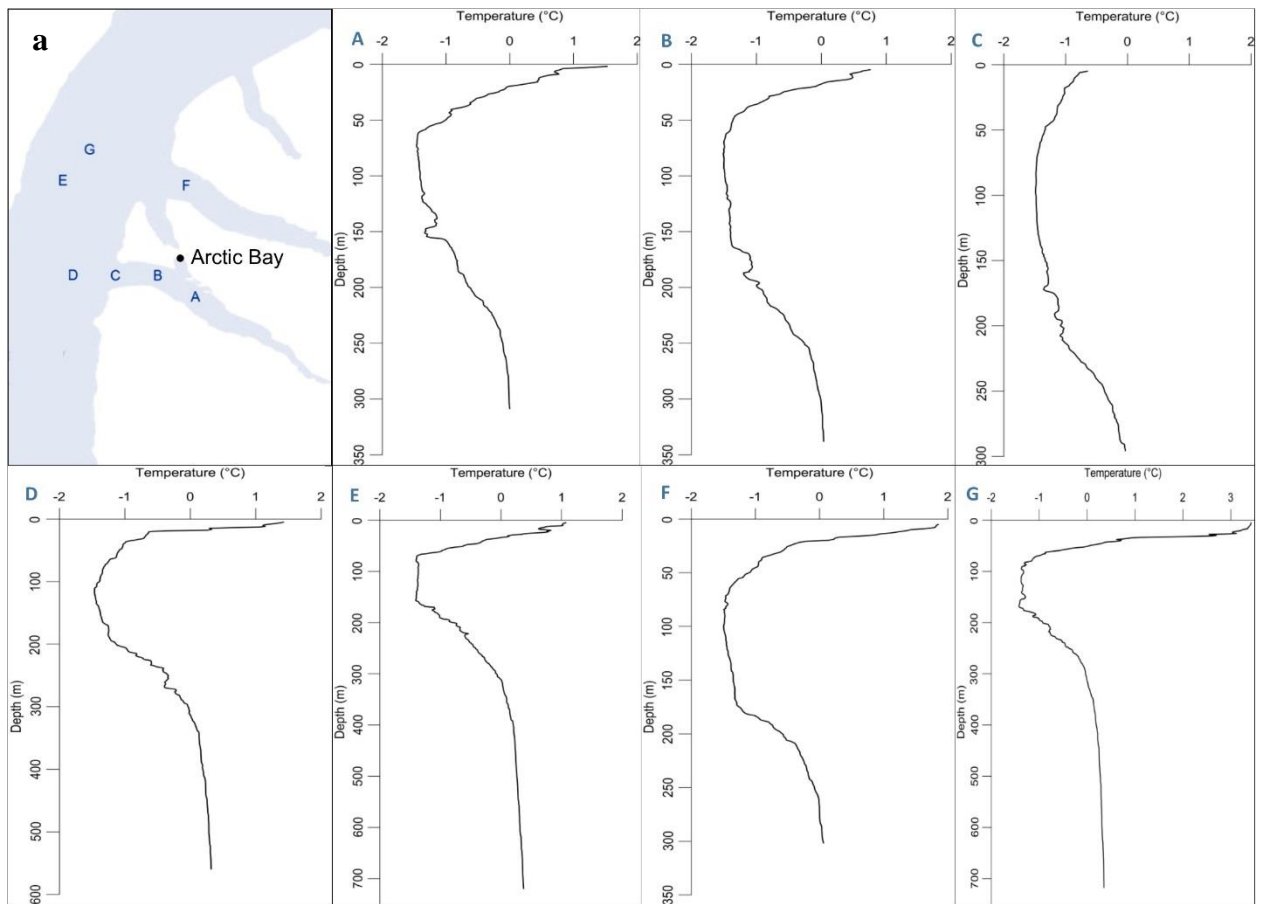 a
G
E
F
Arctic Bay
D C B
A
Temperature (°C)
A
-2 -1 0 1 2
Depth (m)
0
50
100
150
200
250
300
350
Temperature (°C)
B
-2 -1 0 1 2
Depth (m)
0
50
100
150
200
250
300
350
Temperature (°C)
C
-2 -1 0 1 2
Depth (m)
0
50
100
150
200
250
300
Temperature (°C)
D
-2 -1 0 1 2
Depth (m)
0
100
200
300
400
500
600
Temperature (°C)
E
-2 -1 0 1 2
Depth (m)
0
100
200
300
400
500
600
700
Temperature (°C)
F
-2 -1 0 1 2
Depth (m)
0
50
100
150
200
250
300
350
Temperature (°C)
G
-2 -1 0 1 2 3
Depth (m)
0
100
200
300
400
500
600
700